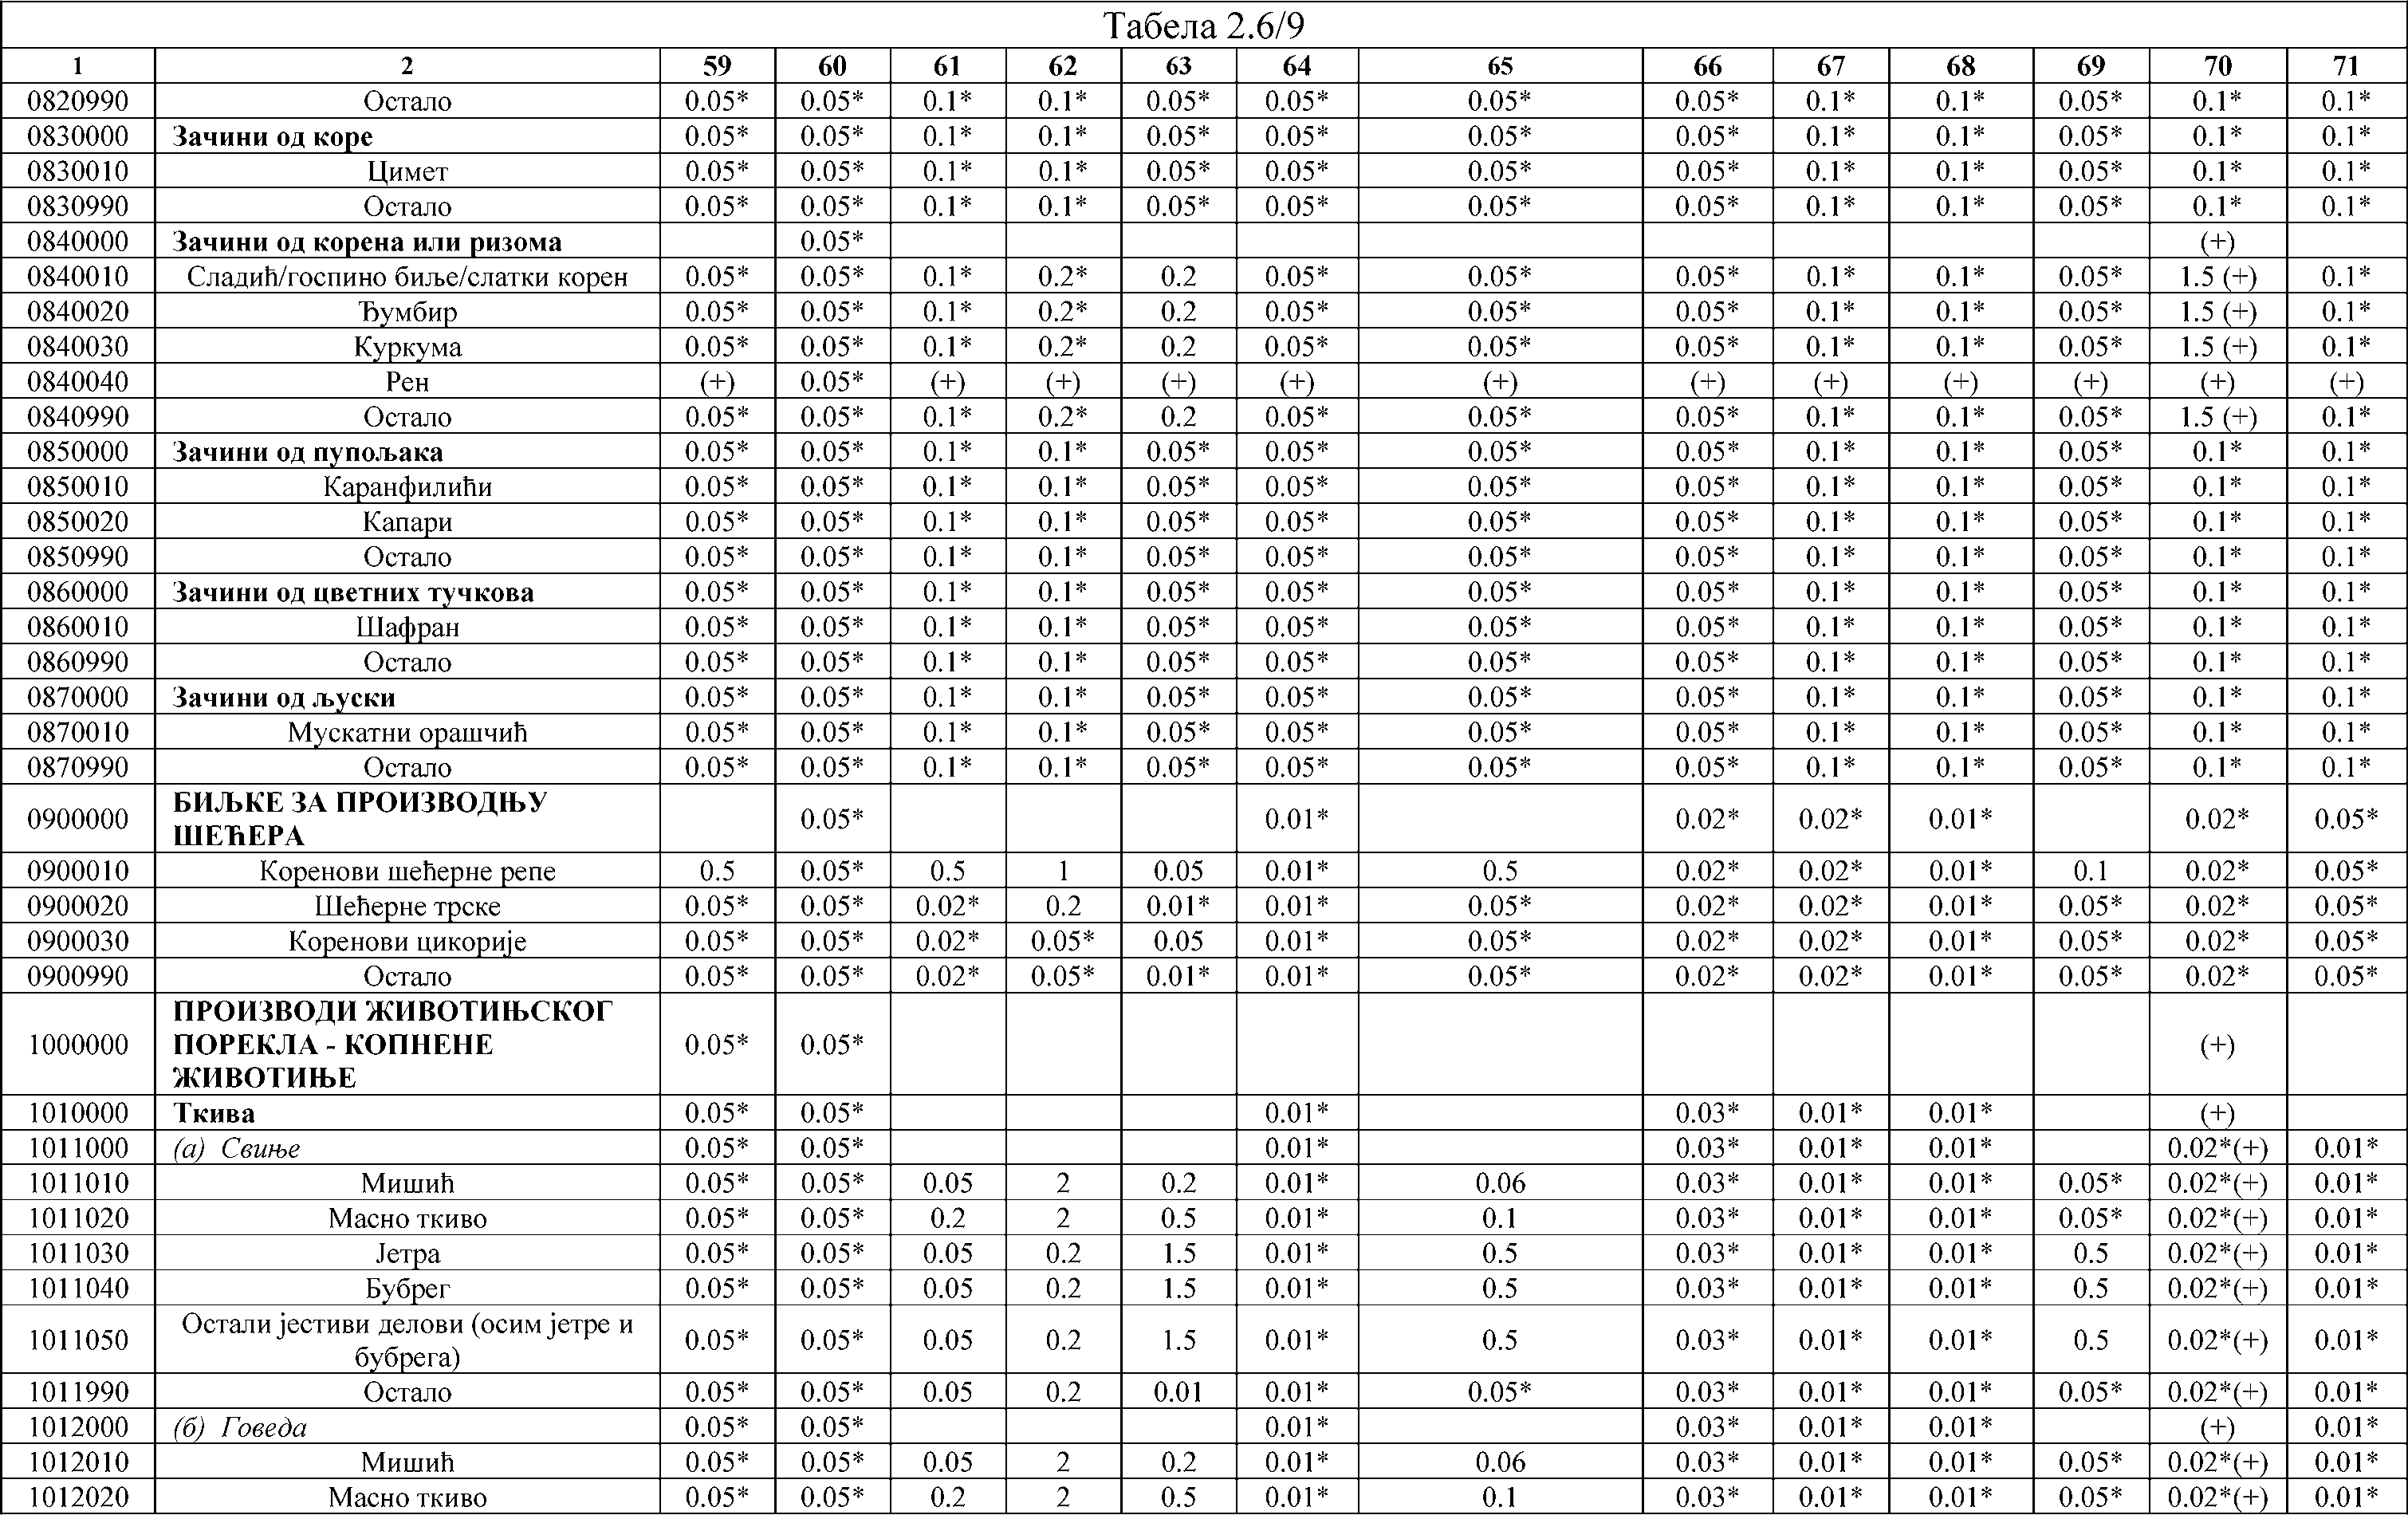 Табела 2.6/9
1 2 59 60 61 62 63 64 65 66 67 68 69 70 71
0820990 Остало 0.05* 0.05* 0.1* 0.1* 0.05* 0.05* 0.05* 0.05* 0.1* 0.1* 0.05* 0.1* 0.1*
0830000 Зачини од коре 0.05* 0.05* 0.1* 0.1* 0.05* 0.05* 0.05* 0.05* 0.1* 0.1* 0.05* 0.1* 0.1*
0830010 Цимет 0.05* 0.05* 0.1* 0.1* 0.05* 0.05* 0.05* 0.05* 0.1* 0.1* 0.05* 0.1* 0.1*
0830990 Остало 0.05* 0.05* 0.1* 0.1* 0.05* 0.05* 0.05* 0.05* 0.1* 0.1* 0.05* 0.1* 0.1*
0840000 Зачини од корена или ризома 0.05* (+)
0840010 Сладић/госпино биље/слатки корен 0.05* 0.05* 0.1* 0.2* 0.2 0.05* 0.05* 0.05* 0.1* 0.1* 0.05* 1.5 (+) 0.1*
0840020 Ђумбир 0.05* 0.05* 0.1* 0.2* 0.2 0.05* 0.05* 0.05* 0.1* 0.1* 0.05* 1.5 (+) 0.1*
0840030 Куркума 0.05* 0.05* 0.1* 0.2* 0.2 0.05* 0.05* 0.05* 0.1* 0.1* 0.05* 1.5 (+) 0.1*
0840040 Рен (+) 0.05* (+) (+) (+) (+) (+) (+) (+) (+) (+) (+) (+)
0840990 Остало 0.05* 0.05* 0.1* 0.2* 0.2 0.05* 0.05* 0.05* 0.1* 0.1* 0.05* 1.5 (+) 0.1*
0850000 Зачини од пупољака 0.05* 0.05* 0.1* 0.1* 0.05* 0.05* 0.05* 0.05* 0.1* 0.1* 0.05* 0.1* 0.1*
0850010 Каранфилићи 0.05* 0.05* 0.1* 0.1* 0.05* 0.05* 0.05* 0.05* 0.1* 0.1* 0.05* 0.1* 0.1*
0850020 Капари 0.05* 0.05* 0.1* 0.1* 0.05* 0.05* 0.05* 0.05* 0.1* 0.1* 0.05* 0.1* 0.1*
0850990 Остало 0.05* 0.05* 0.1* 0.1* 0.05* 0.05* 0.05* 0.05* 0.1* 0.1* 0.05* 0.1* 0.1*
0860000 Зачини од цветних тучкова 0.05* 0.05* 0.1* 0.1* 0.05* 0.05* 0.05* 0.05* 0.1* 0.1* 0.05* 0.1* 0.1*
0860010 Шафран 0.05* 0.05* 0.1* 0.1* 0.05* 0.05* 0.05* 0.05* 0.1* 0.1* 0.05* 0.1* 0.1*
0860990 Остало 0.05* 0.05* 0.1* 0.1* 0.05* 0.05* 0.05* 0.05* 0.1* 0.1* 0.05* 0.1* 0.1*
0870000 Зачини од љуски 0.05* 0.05* 0.1* 0.1* 0.05* 0.05* 0.05* 0.05* 0.1* 0.1* 0.05* 0.1* 0.1*
0870010 Мускатни орашчић 0.05* 0.05* 0.1* 0.1* 0.05* 0.05* 0.05* 0.05* 0.1* 0.1* 0.05* 0.1* 0.1*
0870990 Остало 0.05* 0.05* 0.1* 0.1* 0.05* 0.05* 0.05* 0.05* 0.1* 0.1* 0.05* 0.1* 0.1*
БИЉКЕ ЗА ПРОИЗВОДЊУ
0900000 0.05* 0.01* 0.02* 0.02* 0.01* 0.02* 0.05*
ШЕЋЕРА
0900010 Коренови шећерне репе 0.5 0.05* 0.5 1 0.05 0.01* 0.5 0.02* 0.02* 0.01* 0.1 0.02* 0.05*
0900020 Шећерне трске 0.05* 0.05* 0.02* 0.2 0.01* 0.01* 0.05* 0.02* 0.02* 0.01* 0.05* 0.02* 0.05*
0900030 Коренови цикорије 0.05* 0.05* 0.02* 0.05* 0.05 0.01* 0.05* 0.02* 0.02* 0.01* 0.05* 0.02* 0.05*
0900990 Остало 0.05* 0.05* 0.02* 0.05* 0.01* 0.01* 0.05* 0.02* 0.02* 0.01* 0.05* 0.02* 0.05*
ПРОИЗВОДИ ЖИВОТИЊСКОГ
1000000 ПОРЕКЛА - КОПНЕНЕ 0.05* 0.05* (+)
ЖИВОТИЊЕ
1010000 Ткива 0.05* 0.05* 0.01* 0.03* 0.01* 0.01* (+)
1011000 (а) Свиње 0.05* 0.05* 0.01* 0.03* 0.01* 0.01* 0.02*(+) 0.01*
1011010 Мишић 0.05* 0.05* 0.05 2 0.2 0.01* 0.06 0.03* 0.01* 0.01* 0.05* 0.02*(+) 0.01*
1011020 Масно ткиво 0.05* 0.05* 0.2 2 0.5 0.01* 0.1 0.03* 0.01* 0.01* 0.05* 0.02*(+) 0.01*
1011030 Јетра 0.05* 0.05* 0.05 0.2 1.5 0.01* 0.5 0.03* 0.01* 0.01* 0.5 0.02*(+) 0.01*
1011040 Бубрег 0.05* 0.05* 0.05 0.2 1.5 0.01* 0.5 0.03* 0.01* 0.01* 0.5 0.02*(+) 0.01*
Остали јестиви делови (осим јетре и
1011050 0.05* 0.05* 0.05 0.2 1.5 0.01* 0.5 0.03* 0.01* 0.01* 0.5 0.02*(+) 0.01*
бубрега)
1011990 Остало 0.05* 0.05* 0.05 0.2 0.01 0.01* 0.05* 0.03* 0.01* 0.01* 0.05* 0.02*(+) 0.01*
1012000 (б) Говеда 0.05* 0.05* 0.01* 0.03* 0.01* 0.01* (+) 0.01*
1012010 Мишић 0.05* 0.05* 0.05 2 0.2 0.01* 0.06 0.03* 0.01* 0.01* 0.05* 0.02*(+) 0.01*
1012020 Масно ткиво 0.05* 0.05* 0.2 2 0.5 0.01* 0.1 0.03* 0.01* 0.01* 0.05* 0.02*(+) 0.01*